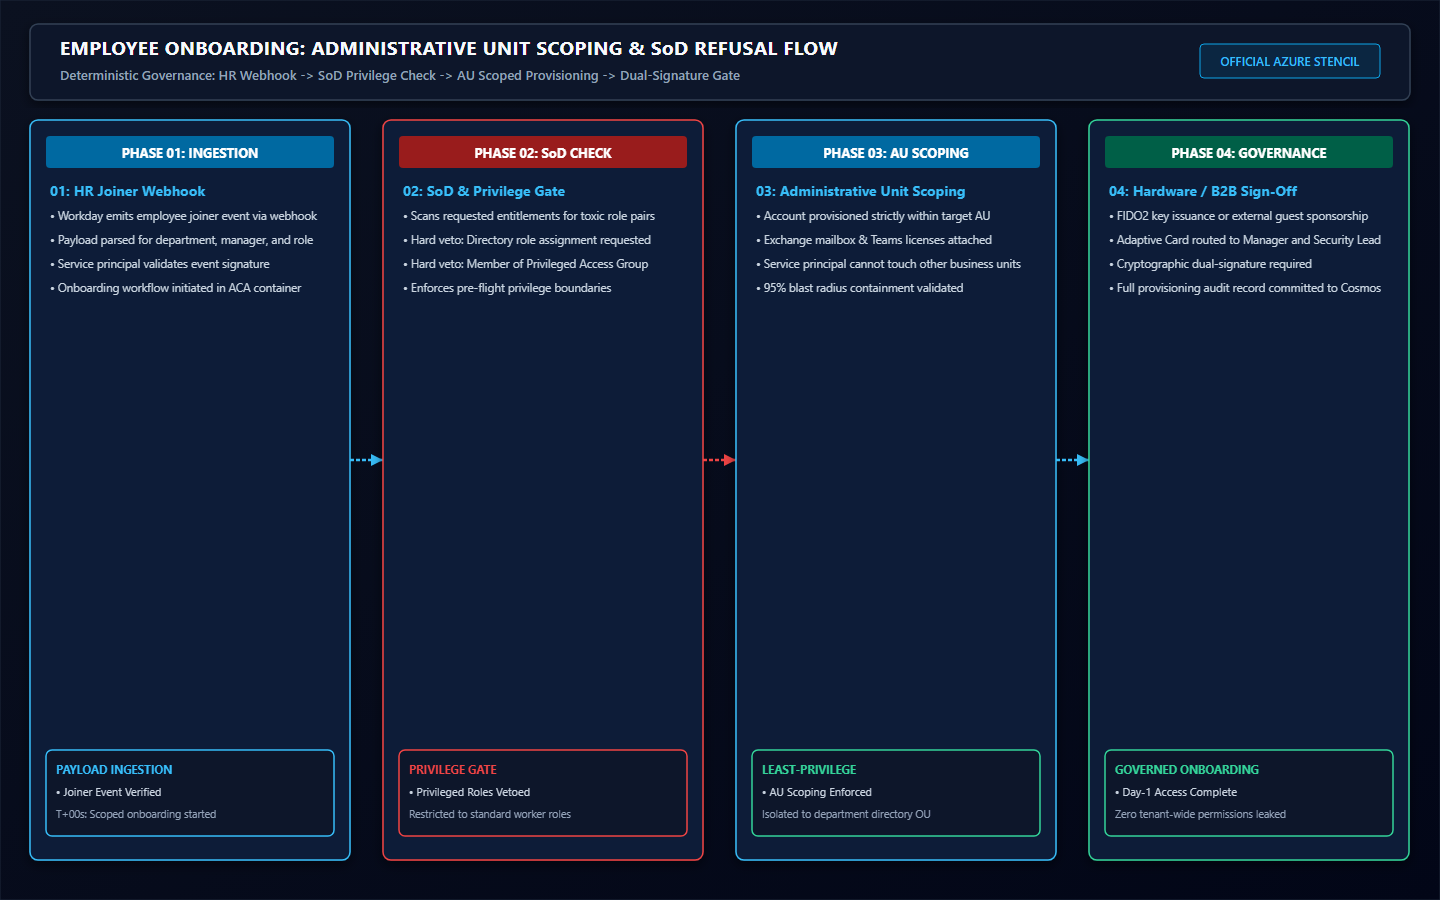 EMPLOYEE ONBOARDING: ADMINISTRATIVE UNIT SCOPING & SoD REFUSAL FLOW
Deterministic Governance: HR Webhook -> SoD Privilege Check -> AU Scoped Provisioning -> Dual-Signature Gate
OFFICIAL AZURE STENCIL
PHASE 01: INGESTION
01: HR Joiner Webhook
• Workday emits employee joiner event via webhook
• Payload parsed for department, manager, and role
• Service principal validates event signature
• Onboarding workflow initiated in ACA container
PAYLOAD INGESTION
• Joiner Event Verified
T+00s: Scoped onboarding started
PHASE 02: SoD CHECK
02: SoD & Privilege Gate
• Scans requested entitlements for toxic role pairs
• Hard veto: Directory role assignment requested
• Hard veto: Member of Privileged Access Group
• Enforces pre-flight privilege boundaries
PRIVILEGE GATE
• Privileged Roles Vetoed
Restricted to standard worker roles
PHASE 03: AU SCOPING
03: Administrative Unit Scoping
• Account provisioned strictly within target AU
• Exchange mailbox & Teams licenses attached
• Service principal cannot touch other business units
• 95% blast radius containment validated
LEAST-PRIVILEGE
• AU Scoping Enforced
Isolated to department directory OU
PHASE 04: GOVERNANCE
04: Hardware / B2B Sign-Off
• FIDO2 key issuance or external guest sponsorship
• Adaptive Card routed to Manager and Security Lead
• Cryptographic dual-signature required
• Full provisioning audit record committed to Cosmos
GOVERNED ONBOARDING
• Day-1 Access Complete
Zero tenant-wide permissions leaked